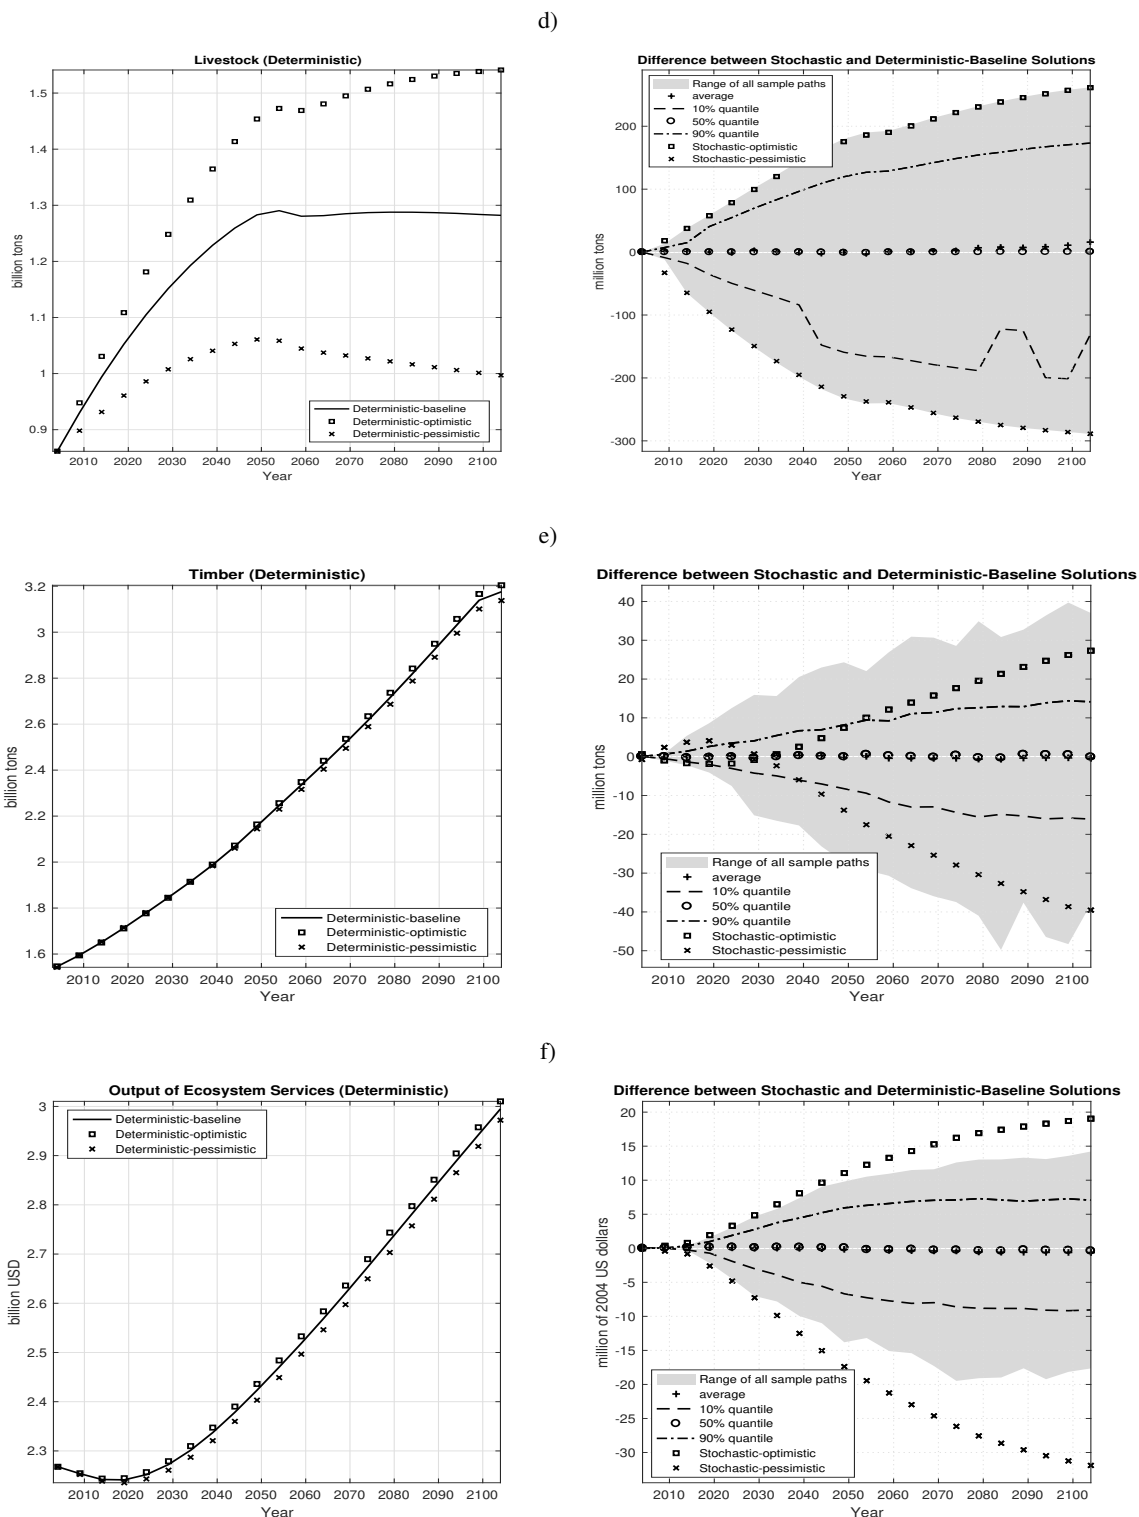 d)
Livestock (Deterministic)
billion tons
1.5
1.4
1.3
1.2
1.1
1
0.9
Deterministic-baseline
Deterministic-optimistic
Deterministic-pessimistic
2010 2020 2030 2040 2050 2060 2070 2080 2090 2100
Year
Difference between Stochastic and Deterministic-Baseline Solutions
million tons
Range of all sample paths
average
10% quantile
50% quantile
90% quantile
Stochastic-optimistic
Stochastic-pessimistic
200
100
0
-100
-200
-300
2010 2020 2030 2040 2050 2060 2070 2080 2090 2100
Year
e)
Timber (Deterministic)
billion tons
3.2
3
2.8
2.6
2.4
2.2
2
1.8
1.6
Deterministic-baseline
Deterministic-optimistic
Deterministic-pessimistic
2010 2020 2030 2040 2050 2060 2070 2080 2090 2100
Year
Difference between Stochastic and Deterministic-Baseline Solutions
million tons
40
30
20
10
0
-10
-20
-30
-40
-50
Range of all sample paths
average
10% quantile
50% quantile
90% quantile
Stochastic-optimistic
Stochastic-pessimistic
2010 2020 2030 2040 2050 2060 2070 2080 2090 2100
Year
f)
Output of Ecosystem Services (Deterministic)
billion USD
Deterministic-baseline
Deterministic-optimistic
Deterministic-pessimistic
3
2.9
2.8
2.7
2.6
2.5
2.4
2.3
2010 2020 2030 2040 2050 2060 2070 2080 2090 2100
Year
Difference between Stochastic and Deterministic-Baseline Solutions
million of 2004 US dollars
20
15
10
5
0
-5
-10
-15
-20
-25
-30
Range of all sample paths
average
10% quantile
50% quantile
90% quantile
Stochastic-optimistic
Stochastic-pessimistic
2010 2020 2030 2040 2050 2060 2070 2080 2090 2100
Year